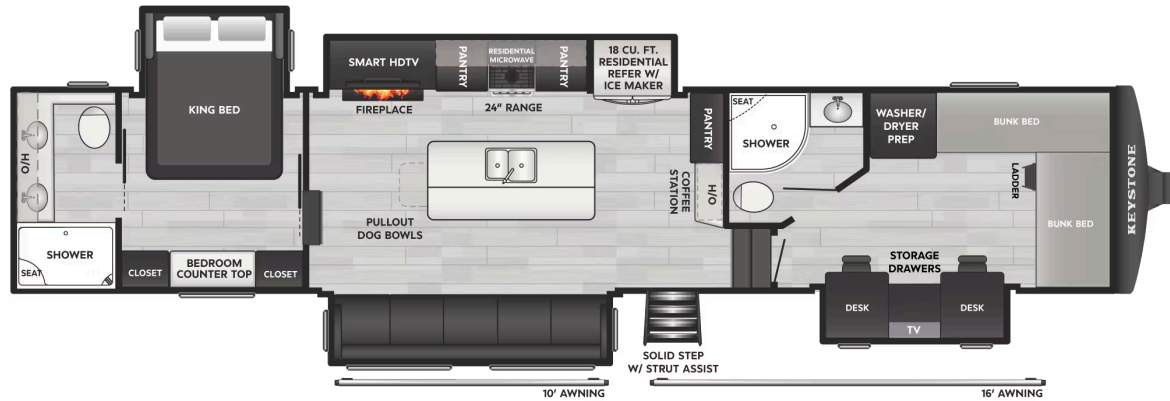 KING BED
H/O
SHOWER
SEAT
CLOSET
BEDROOM
COUNTER TOP
CLOSET
SMART HDTV
FIREPLACE
PANTRY
RESIDENTIAL
MICROWAVE
24" RANGE
PANTRY
18 CU. FT.
RESIDENTIAL
REFER W/
ICE MAKER
PULLOUT
DOG BOWLS
PANTRY
COFFEE
STATION
H/O
SEAT
SHOWER
WASHER/
DRYER
PREP
BUNK BED
LADDER
BUNK BED
STORAGE
DRAWERS
DESK
TV
DESK
KEYSTONE
SOLID STEP
W/ STRUT ASSIST
10' AWNING
16' AWNING